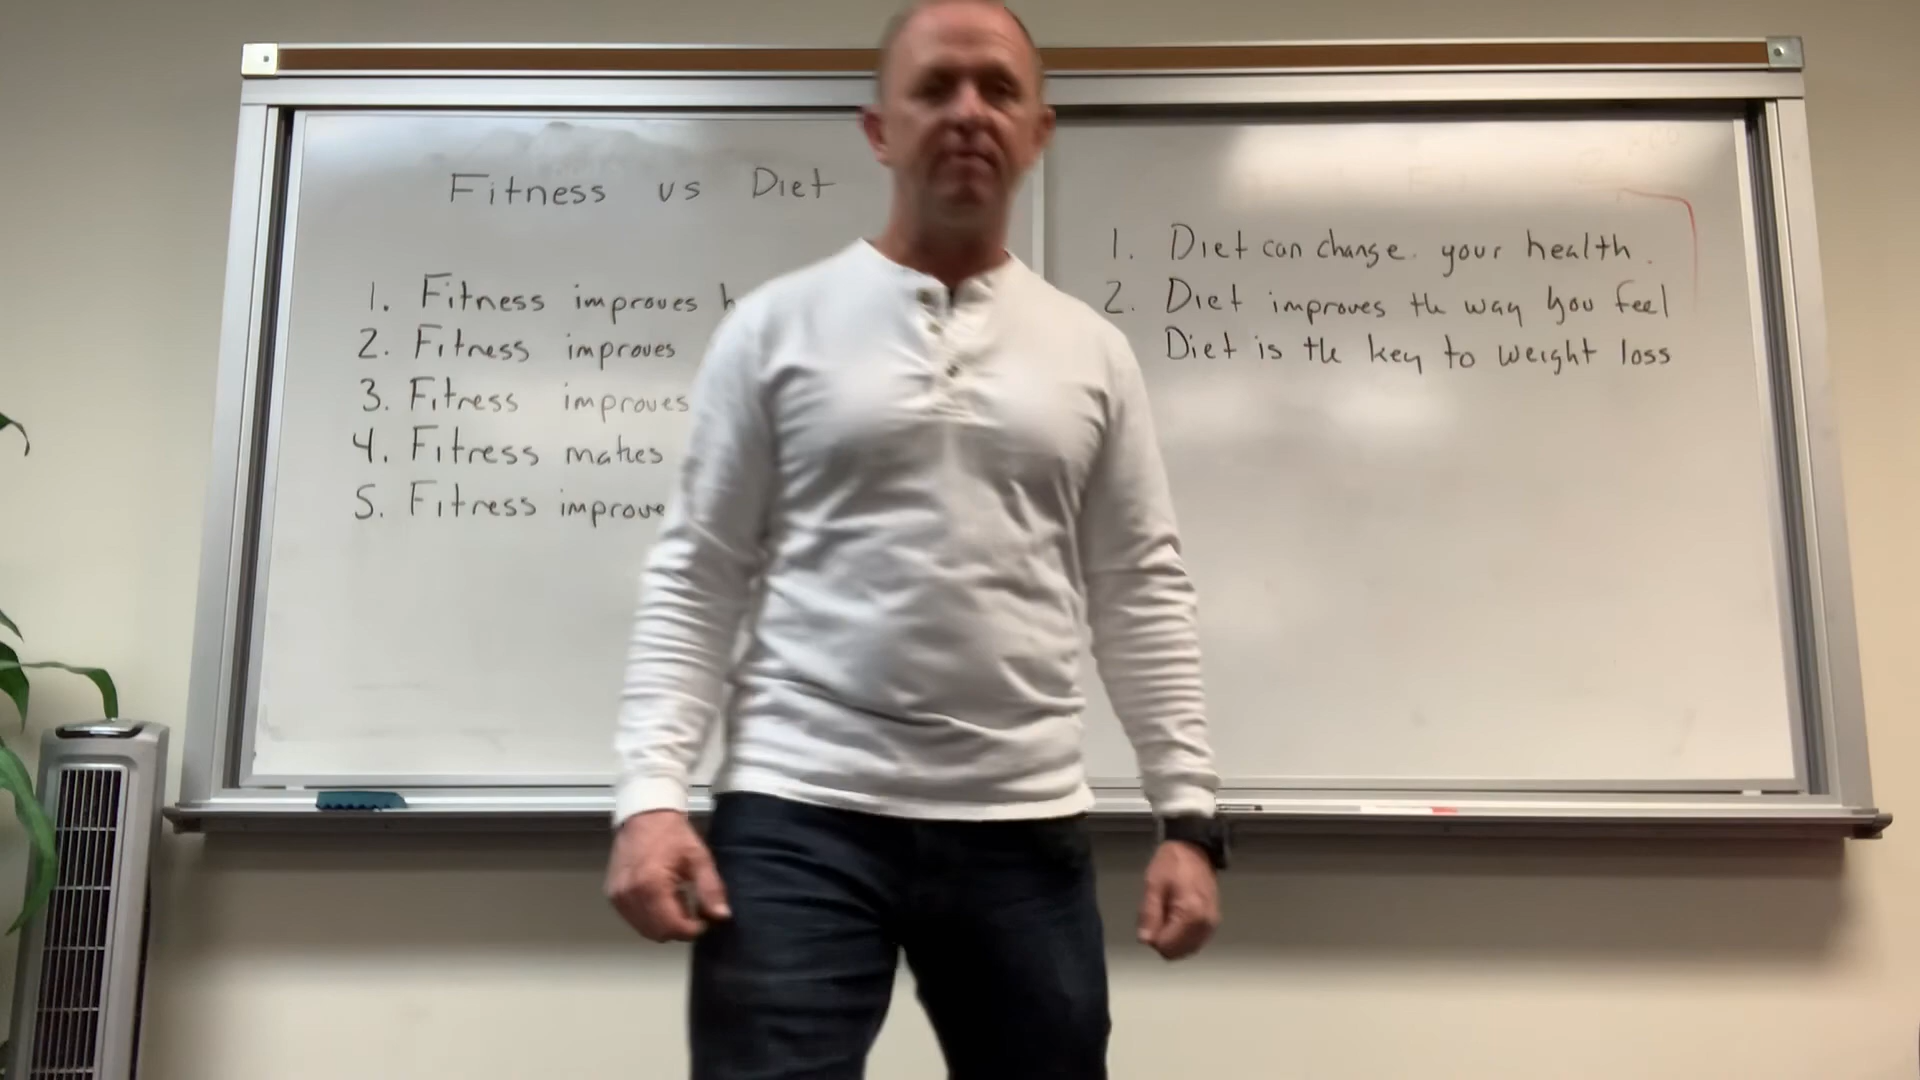 Fitness vs Diet
1. Fitness improves
2. Fitness improves
3. Fitness improves
4. Fitness makes
5. Fitness improve
1. Diet can change your health.
2. Diet improves the way you feel
Diet is the key to weight loss